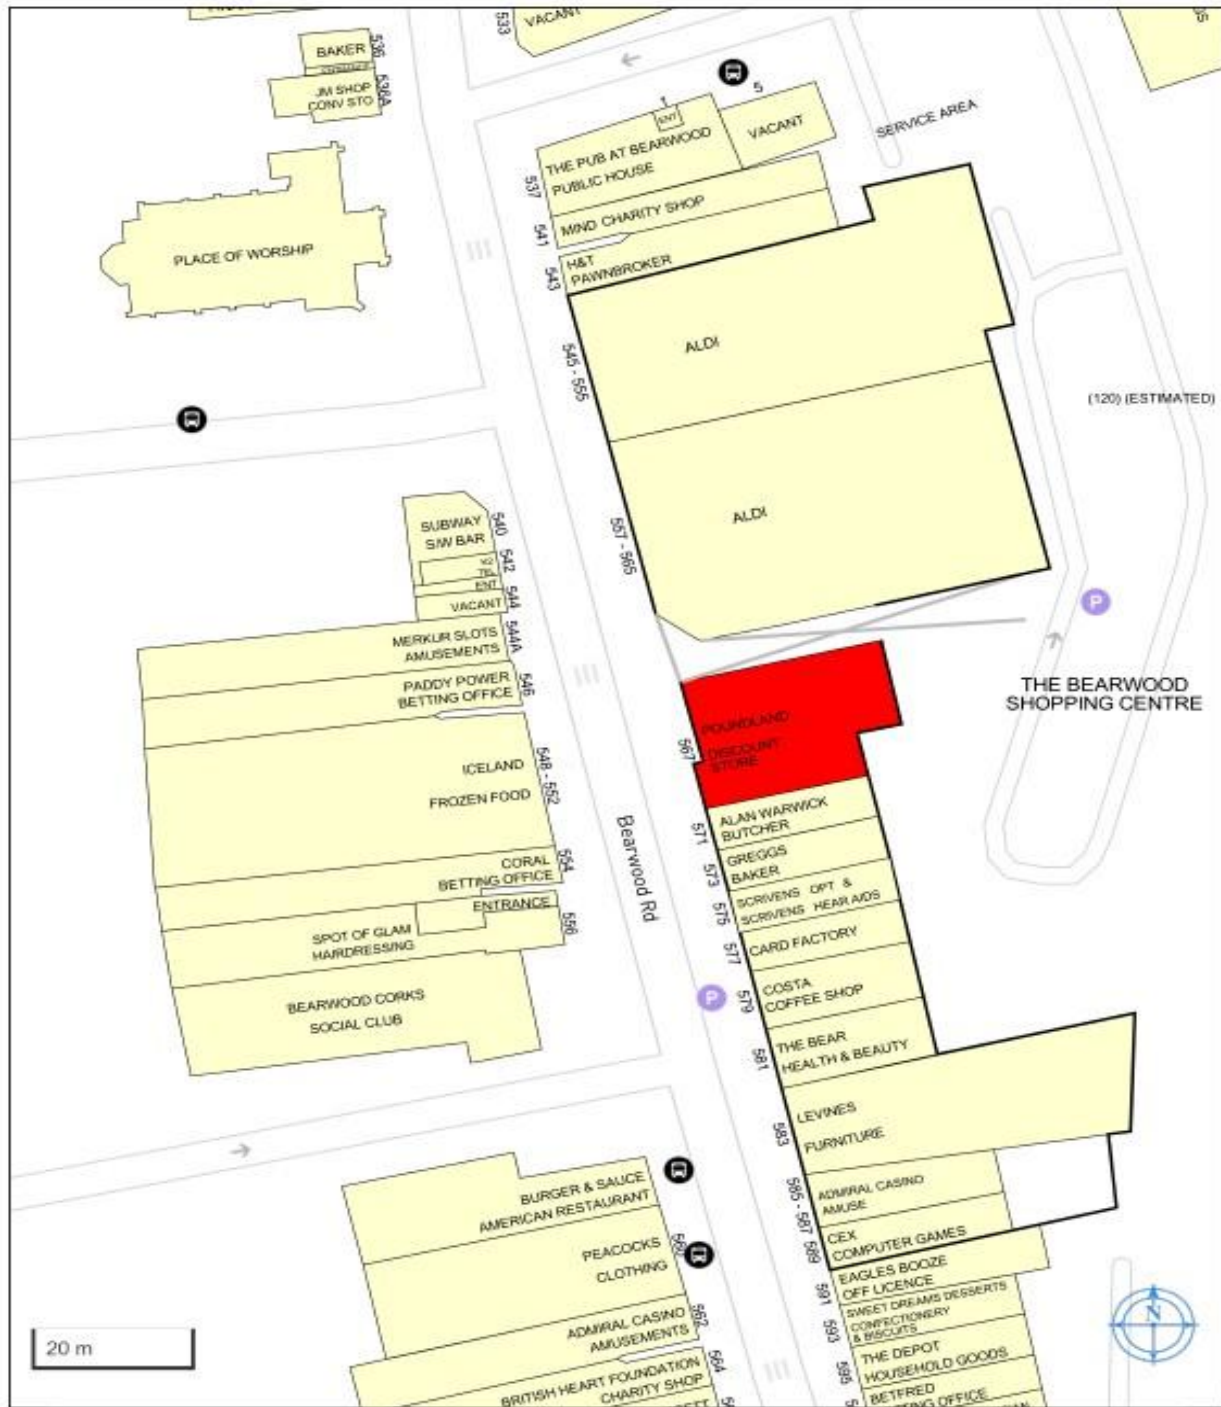 533
VACANT
BAKER
536
536A
JM SHOP
CONV STO
5
1
ENT
VACANT
SERVICE AREA
THE PUB AT BEARWOOD
PUBLIC HOUSE
537
MIND CHARITY SHOP
541
PLACE OF WORSHIP
H&T
PAWNBROKER
543
ALDI
545 - 555
(120) (ESTIMATED)
ALDI
557 - 565
SUBWAY
S/W BAR
540
542
ENT
544
VACANT
544A
MERKUR SLOTS
AMUSEMENTS
PADDY POWER
BETTING OFFICE
546
P
THE BEARWOOD
SHOPPING CENTRE
POUNDLAND
DISCOUNT
STORE
567
ICELAND
FROZEN FOOD
548 - 552
ALAN WARWICK
BUTCHER
571
Bearwood Rd
GREGGS
BAKER
573
CORAL
BETTING OFFICE
554
SCRIVENS OPT &
SCRIVENS HEAR AIDS
575
ENTRANCE
556
SPOT OF GLAM
HAIRDRESSING
CARD FACTORY
577
COSTA
COFFEE SHOP
579
P
BEARWOOD CORKS
SOCIAL CLUB
THE BEAR
HEALTH & BEAUTY
581
LEVINES
FURNITURE
583
BURGER & SAUCE
AMERICAN RESTAURANT
ADMIRAL CASINO
AMUSE
585 - 587
PEACOCKS
CLOTHING
560
CEX
COMPUTER GAMES
589
EAGLES BOOZE
OFF LICENCE
591
SWEET DREAMS DESSERTS
CONFECTIONERY
& BISCUITS
593
ADMIRAL CASINO
AMUSEMENTS
562
N
20 m
THE DEPOT
HOUSEHOLD GOODS
595
BRITISH HEART FOUNDATION
CHARITY SHOP
564
BETFRED